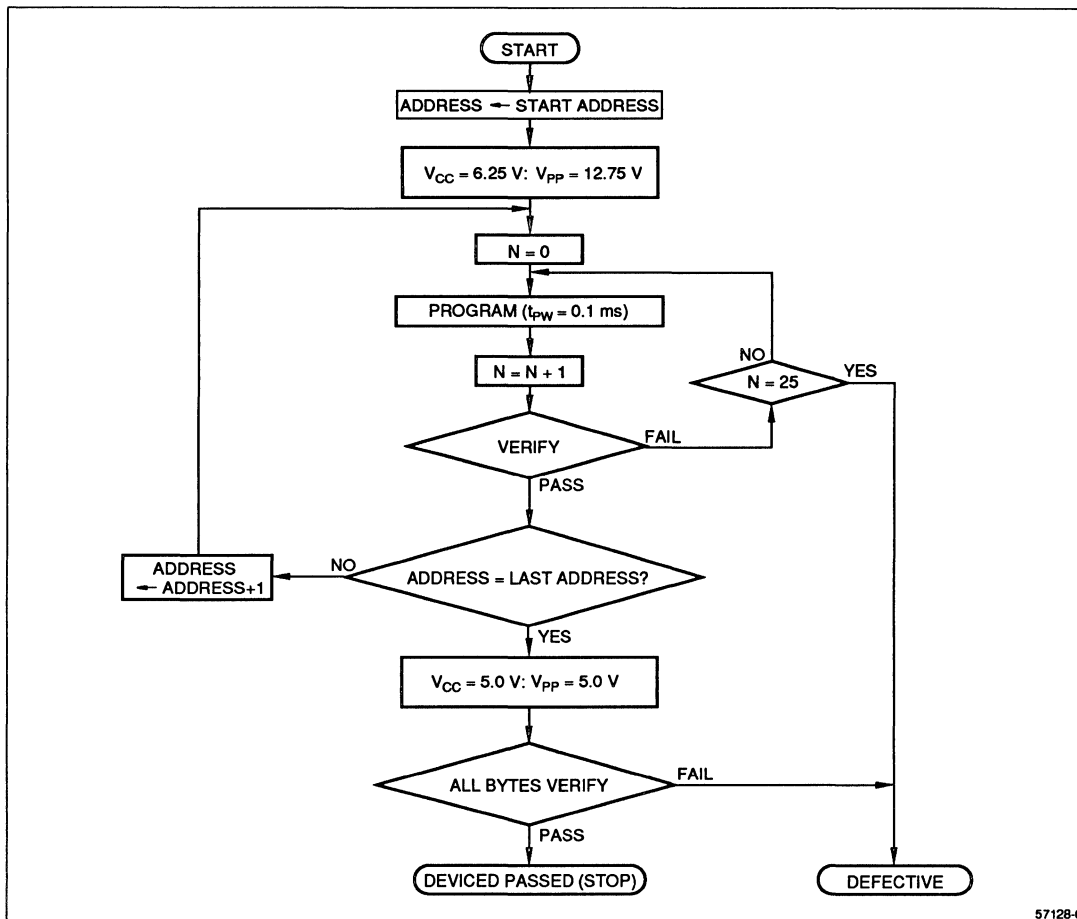 START
ADDRESS ← START ADDRESS
VCC = 6.25 V: VPP = 12.75 V
N = 0
PROGRAM (tPW = 0.1 ms)
N = N + 1
NO
YES
N = 25
VERIFY
FAIL
PASS
ADDRESS
← ADDRESS+1
NO
ADDRESS = LAST ADDRESS?
YES
VCC = 5.0 V: VPP = 5.0 V
ALL BYTES VERIFY
FAIL
PASS
DEVICED PASSED (STOP)
DEFECTIVE